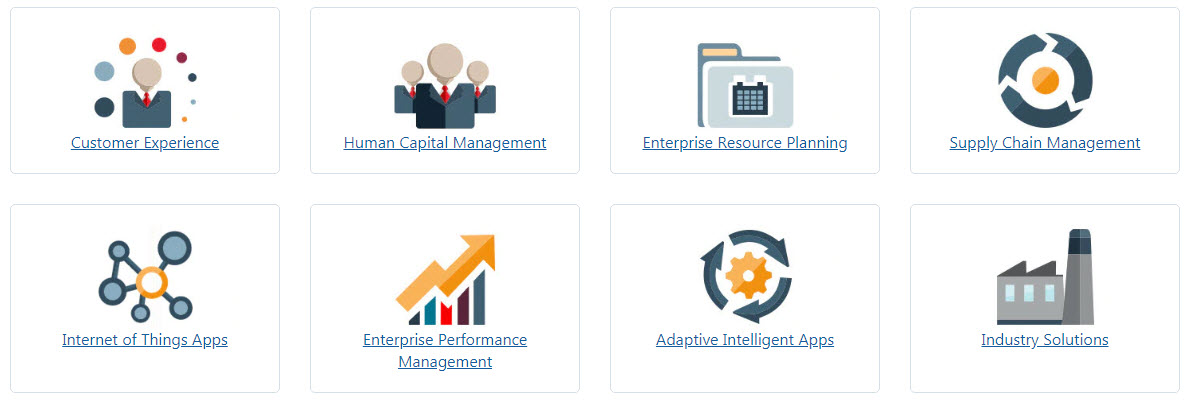 Customer Experience
Human Capital Management
Enterprise Resource Planning
Supply Chain Management
Internet of Things Apps
Enterprise Performance
Management
Adaptive Intelligent Apps
Industry Solutions